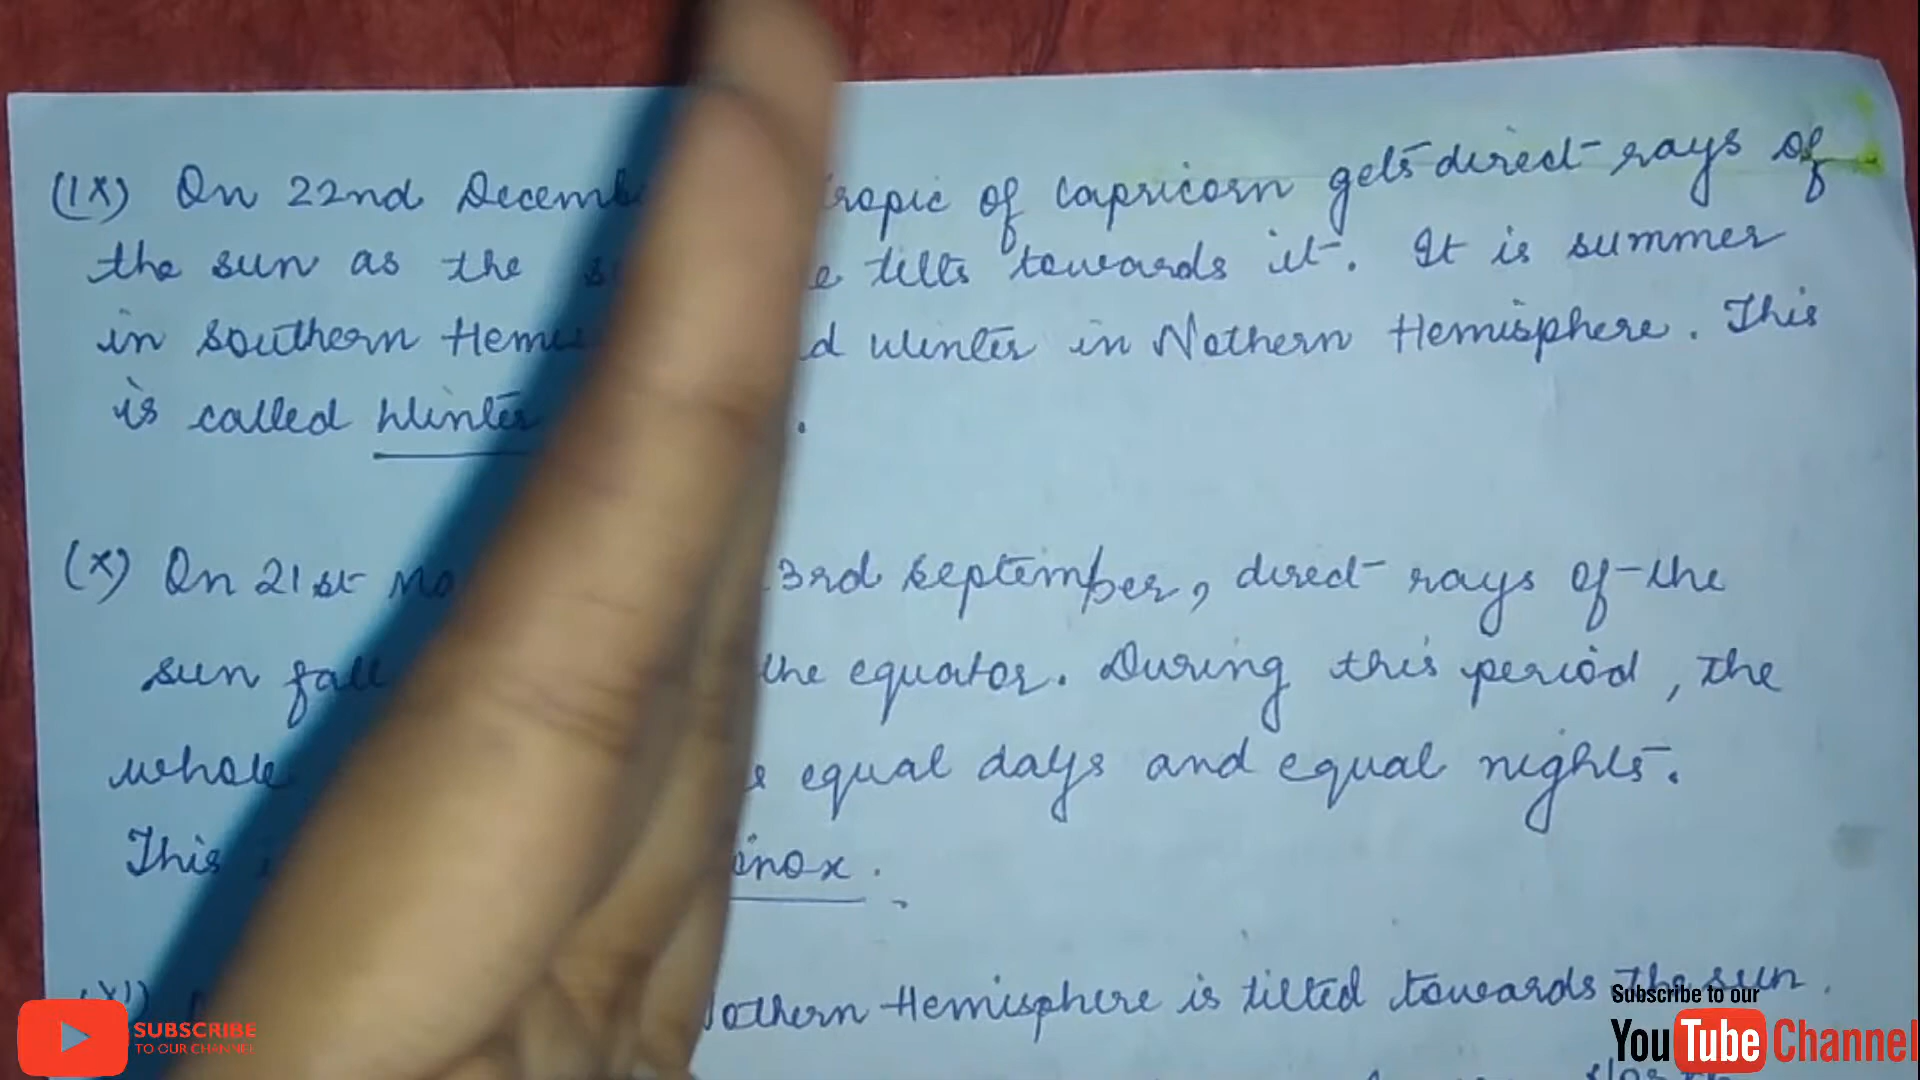 (IX) On 22nd Decemb ropic of Capricorn gets direct rays of
the sun as the s e tilts towards it. It is summer
in Southern Hemis d Winter in Nothern Hemisphere. This
is called Winter .
(X) On 21st Ma 3rd September, direct rays of the
sun fall the equator. During this period, the
whole equal days and equal nights.
This inox.
(XI) Nothern Hemisphere is tilted towards the sun.
SUBSCRIBE
TO OUR CHANNEL
Subscribe to our
YouTube Channel